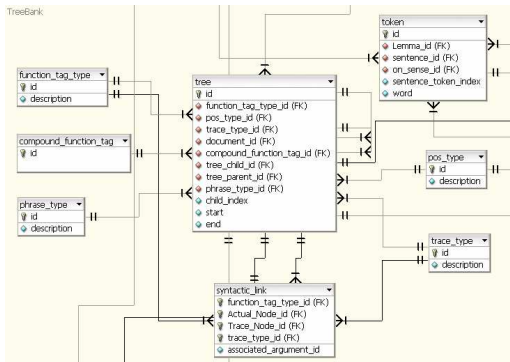 TreeBank
token
id
Lemma_id (FK)
sentence_id (FK)
on_sense_id (FK)
sentence_token_index
word
function_tag_type
id
description
tree
id
function_tag_type_id (FK)
pos_type_id (FK)
trace_type_id (FK)
document_id (FK)
compound_function_tag_id (FK)
tree_child_id (FK)
tree_parent_id (FK)
phrase_type_id (FK)
child_index
start
end
compound_function_tag
id
pos_type
id
description
phrase_type
id
description
trace_type
id
description
syntactic_link
function_tag_type_id (FK)
Actual_Node_id (FK)
Trace_Node_id (FK)
trace_type_id (FK)
associated_argument_id